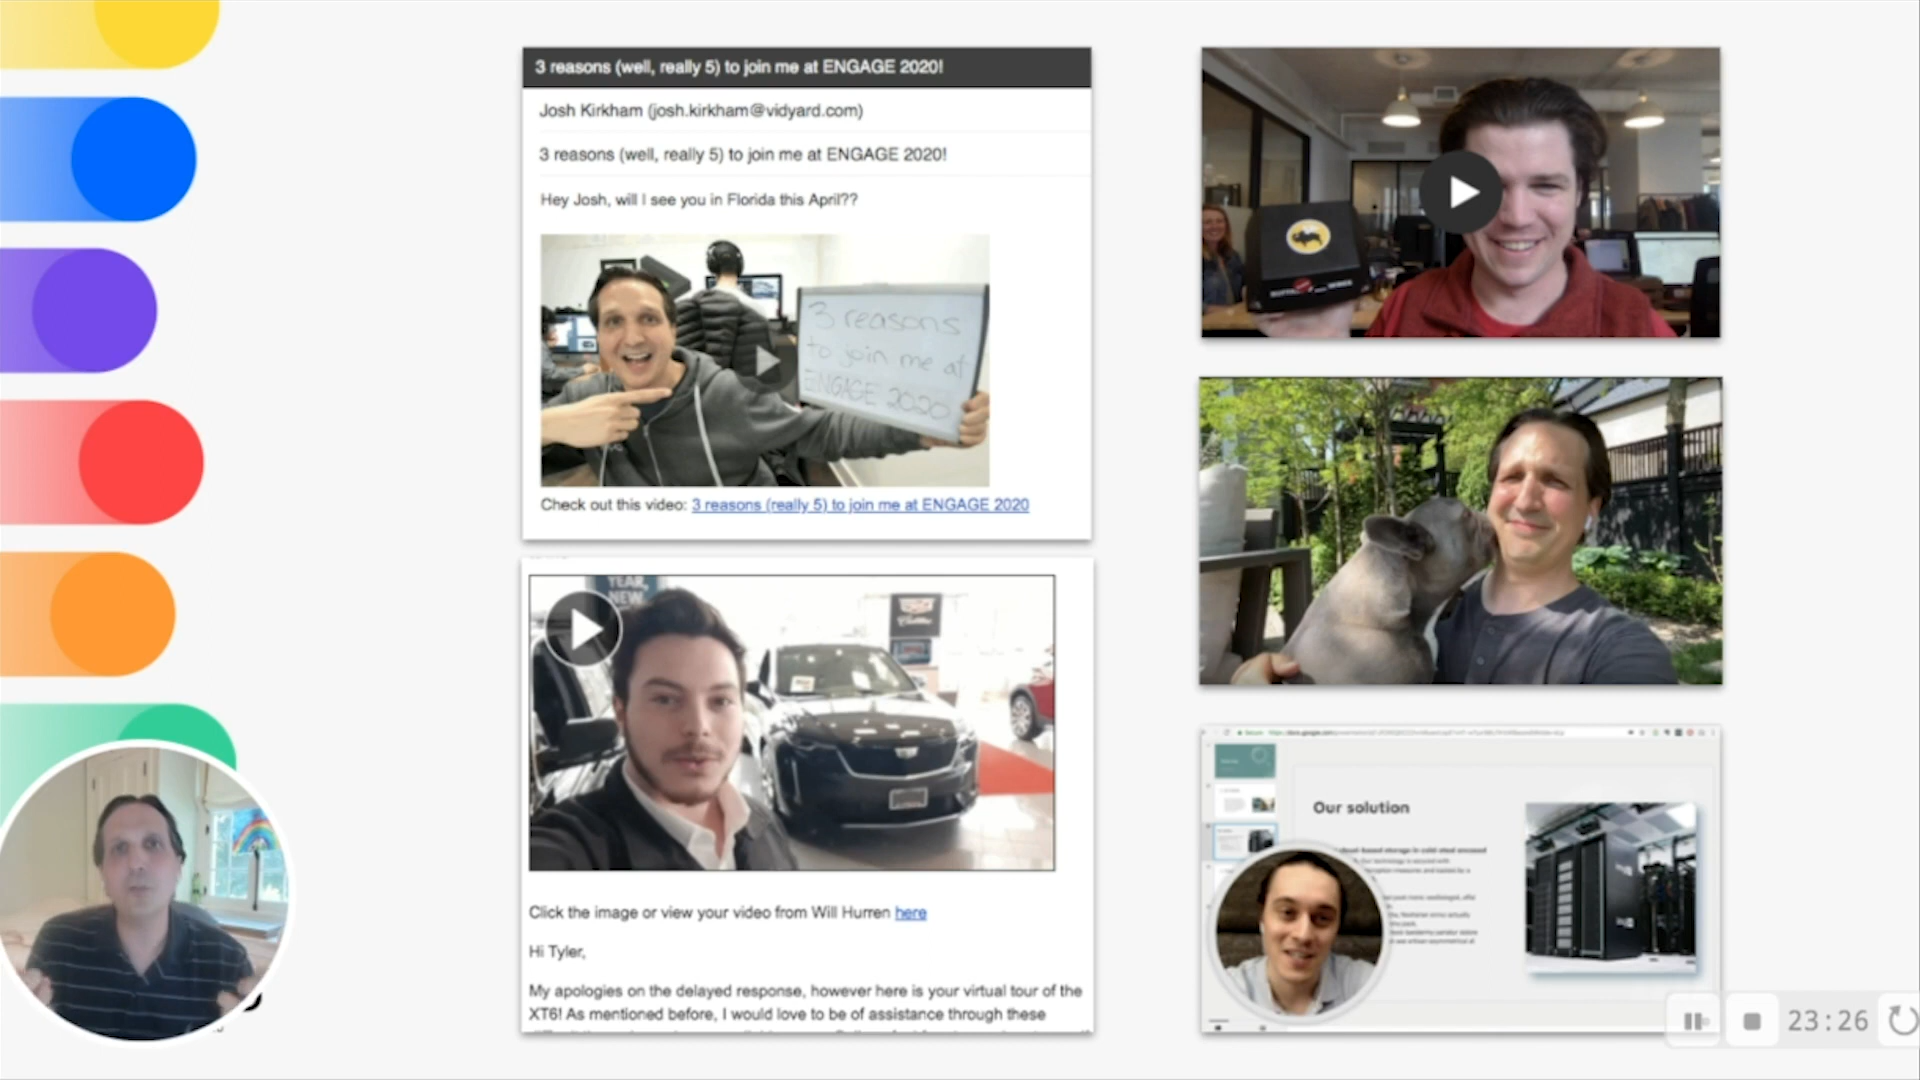 3 reasons (well, really 5) to join me at ENGAGE 2020!
Josh Kirkham (josh.kirkham@vidyard.com)
3 reasons (well, really 5) to join me at ENGAGE 2020!
Hey Josh, will I see you in Florida this April??
3 reasons
to join me at
ENGAGE 2020
Check out this video: 3 reasons (really 5) to join me at ENGAGE 2020
YEAR,
NEW
Cadillac
Click the image or view your video from Will Hurren here
Hi Tyler,
My apologies on the delayed response, however here is your virtual tour of the
XT6! As mentioned before, I would love to be of assistance through these
Our solution
23:26